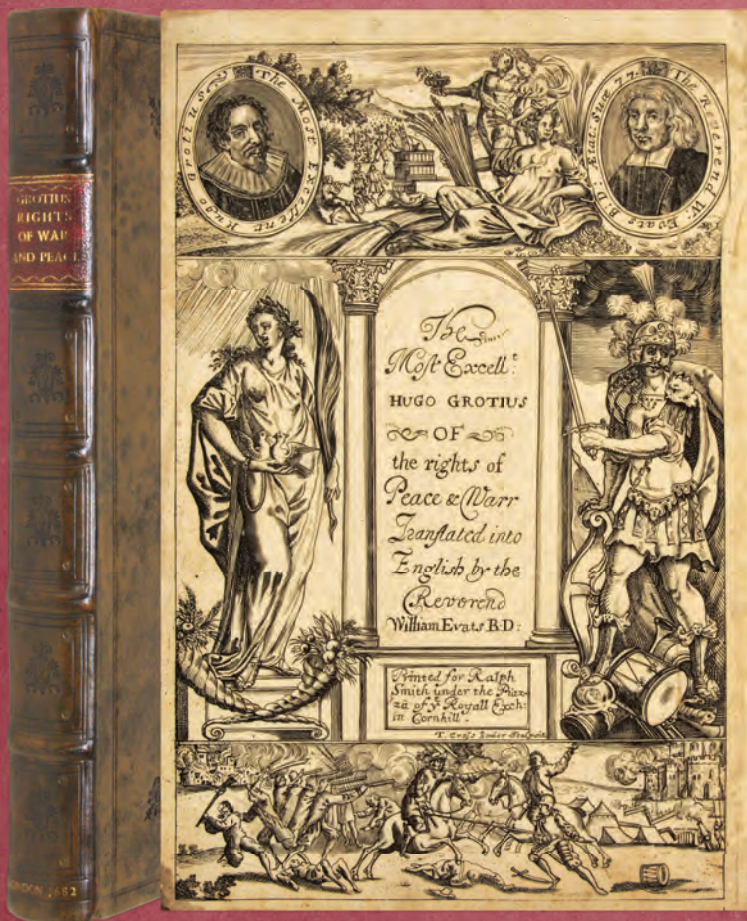 GROTIUS
RIGHTS
OF WAR
AND PEACE
LONDON 1682
Hugo Grotius The Most Excellent
Ætat: Suæ 77. The Reverend W. Evats B.D:
The
Most Excell:t
HUGO GROTIUS
OF
the rights of
Peace & Warr
Tranſlated into
Engliſh by the
Reverend
William Evats B.D:
Printed for Ralph
Smith under the Piaz-
za of ye Royall Exch:
in Cornhill.
T. Croſs Senior Sculpsit